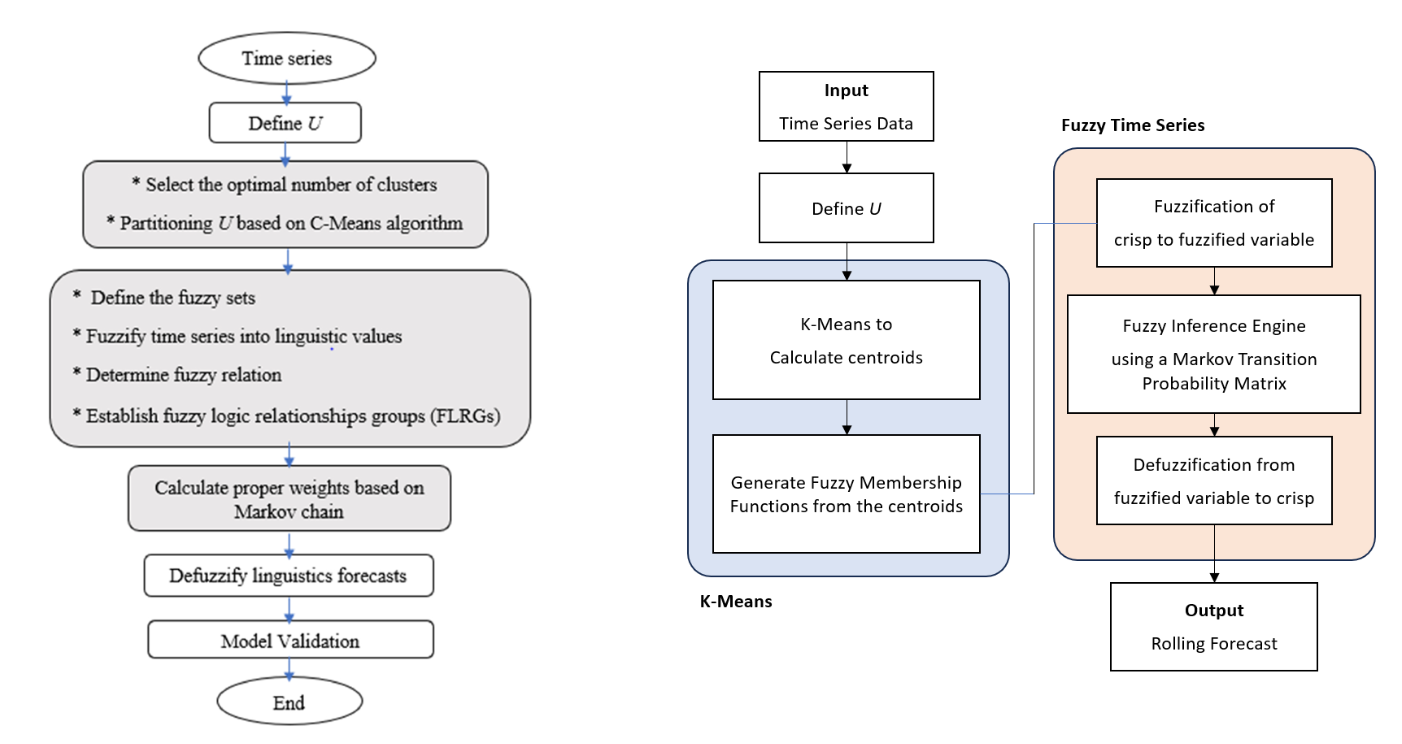 Time series
Define U
* Select the optimal number of clusters
* Partitioning U based on C-Means algorithm
* Define the fuzzy sets
* Fuzzify time series into linguistic values
* Determine fuzzy relation
* Establish fuzzy logic relationships groups (FLRGs)
Calculate proper weights based on
Markov chain
Defuzzify linguistics forecasts
Model Validation
End
Input
Time Series Data
Define U
K-Means to
Calculate centroids
Generate Fuzzy Membership
Functions from the centroids
K-Means
Fuzzy Time Series
Fuzzification of
crisp to fuzzified variable
Fuzzy Inference Engine
using a Markov Transition
Probability Matrix
Defuzzification from
fuzzified variable to crisp
Output
Rolling Forecast